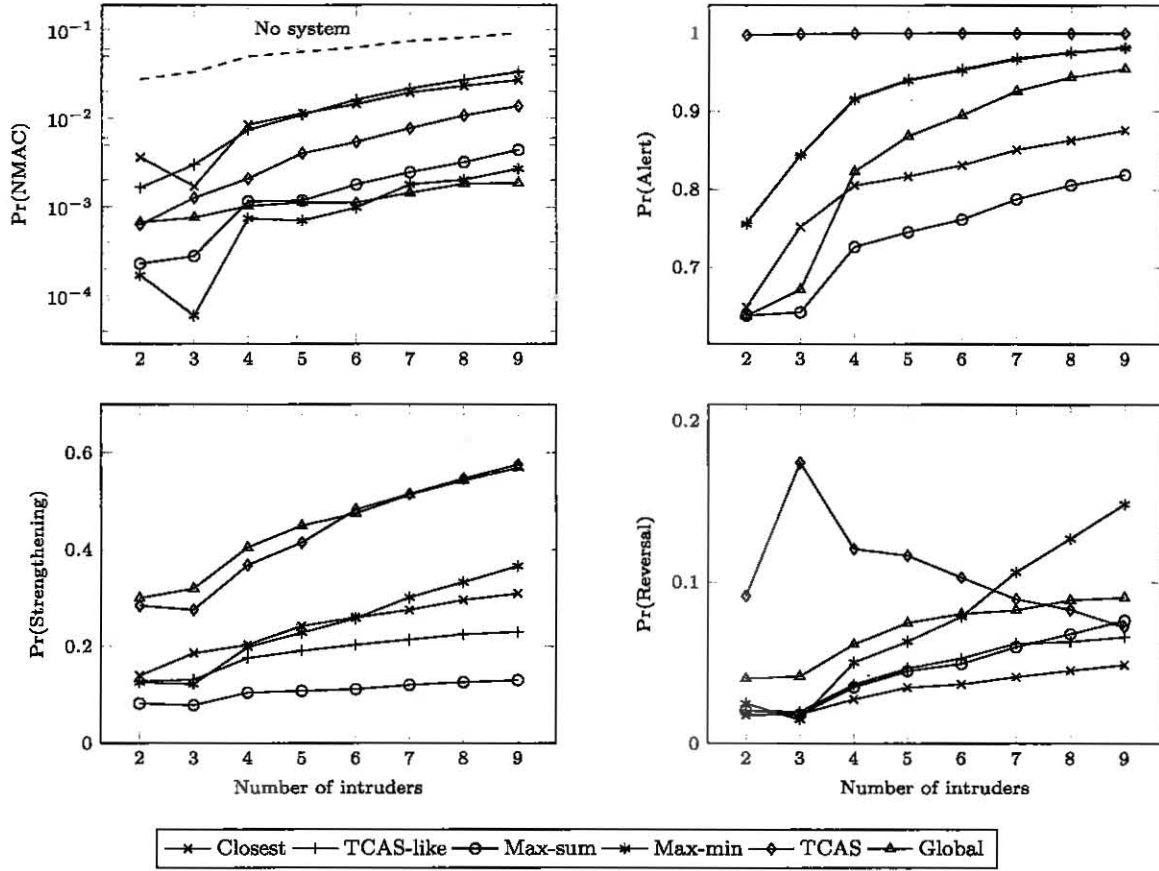 No system
Pr(NMAC)
10⁻¹
10⁻²
10⁻³
10⁻⁴
2 3 4 5 6 7 8 9
Pr(Alert)
1
0.9
0.8
0.7
2 3 4 5 6 7 8 9
Pr(Strengthening)
0.6
0.4
0.2
0
2 3 4 5 6 7 8 9
Number of intruders
Pr(Reversal)
0.2
0.1
0
2 3 4 5 6 7 8 9
Number of intruders
Closest TCAS-like Max-sum Max-min TCAS Global